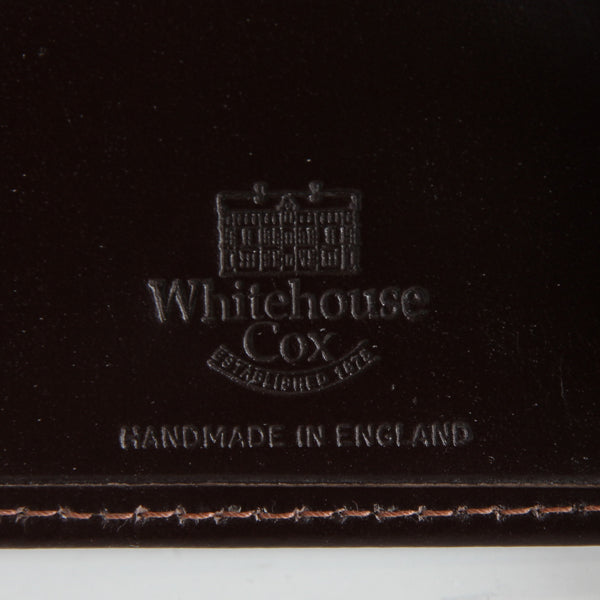 Whitehouse
Cox
ESTABLISHED 1875
HANDMADE IN ENGLAND